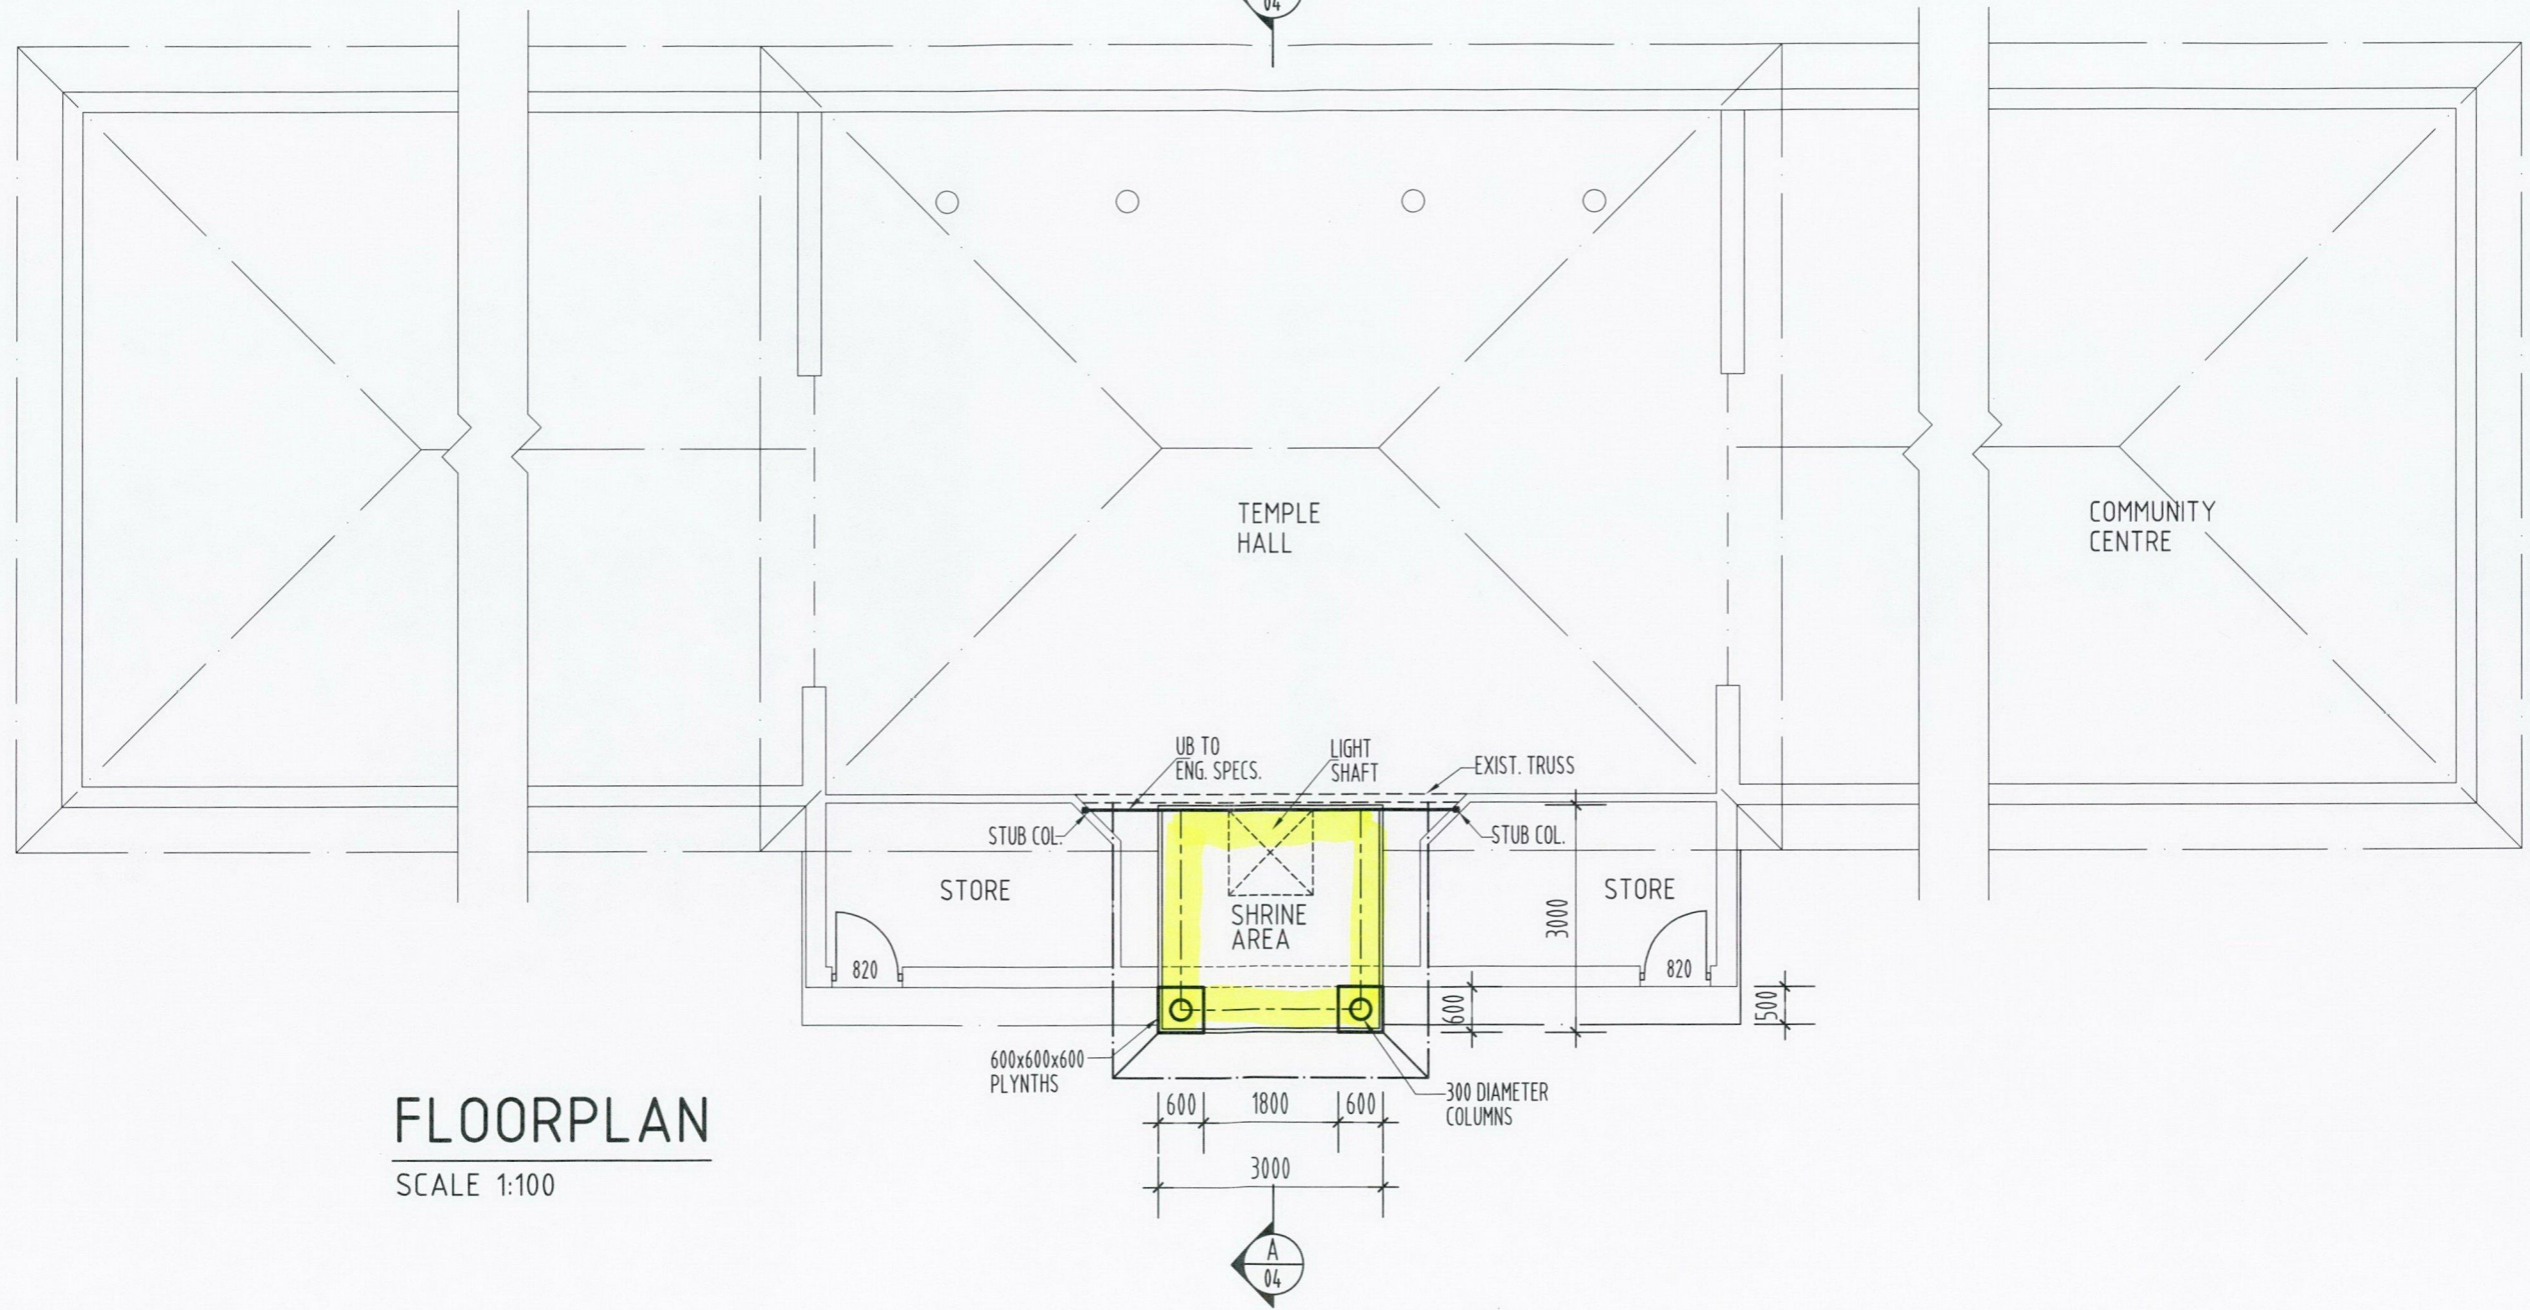 04
TEMPLE
HALL
COMMUNITY
CENTRE
UB TO
ENG. SPECS.
LIGHT
SHAFT
EXIST. TRUSS
STUB COL.
STUB COL.
STORE
STORE
SHRINE
AREA
3000
820
820
600
500
600x600x600
PLYNTHS
300 DIAMETER
COLUMNS
600
1800
600
3000
FLOORPLAN
SCALE 1:100
A
04